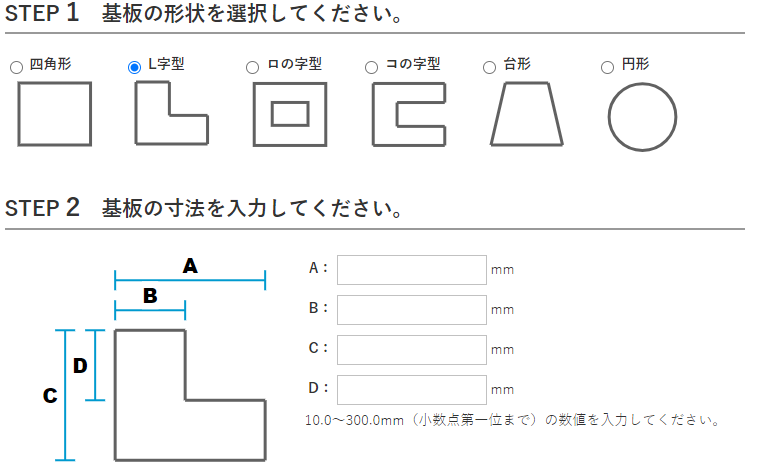 STEP 1 基板の形状を選択してください。
四角形 L字型 ロの字型 コの字型 台形 円形
STEP 2 基板の寸法を入力してください。
A
B
D
C
A： mm
B： mm
C： mm
D： mm
10.0～300.0mm（小数点第一位まで）の数値を入力してください。